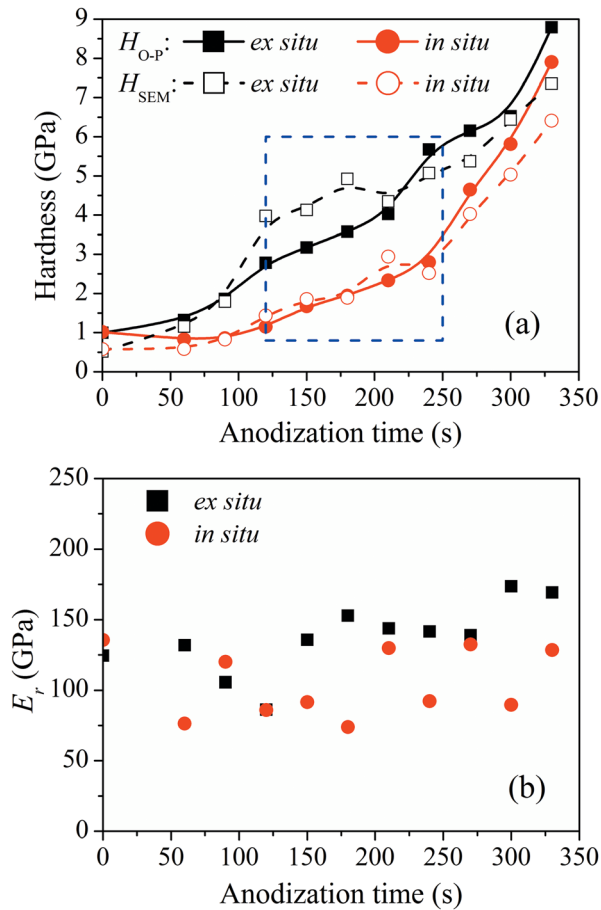 9
8
7
6
5
4
3
2
1
0
Hardness (GPa)
H_O-P: ex situ in situ
H_SEM: ex situ in situ
(a)
0 50 100 150 200 250 300 350
Anodization time (s)
250
200
150
100
50
0
E_r (GPa)
ex situ
in situ
(b)
0 50 100 150 200 250 300 350
Anodization time (s)